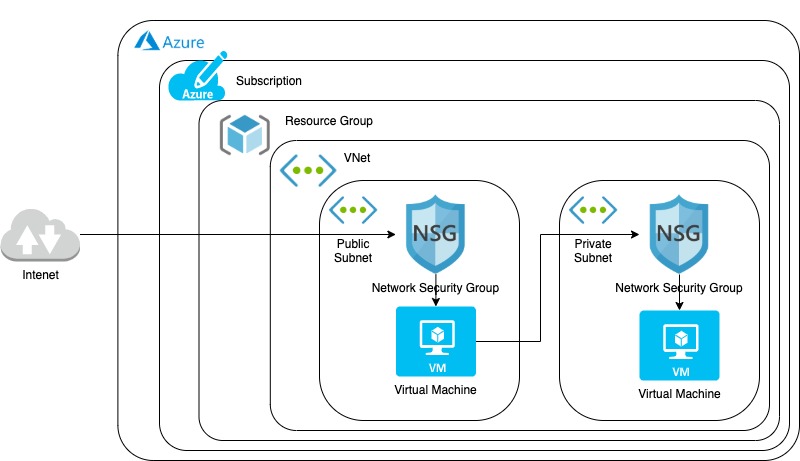 Azure
Azure
Subscription
Resource Group
VNet
Intenet
Public
Subnet
NSG
Network Security Group
VM
Virtual Machine
Private
Subnet
NSG
Network Security Group
VM
Virtual Machine